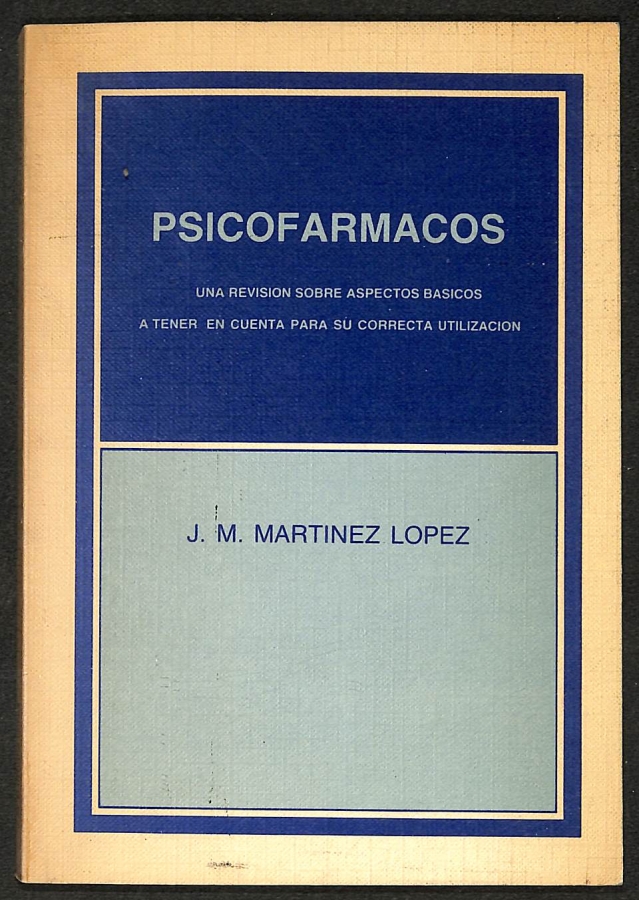 PSICOFARMACOS
UNA REVISION SOBRE ASPECTOS BASICOS
A TENER EN CUENTA PARA SU CORRECTA UTILIZACION
J. M. MARTINEZ LOPEZ